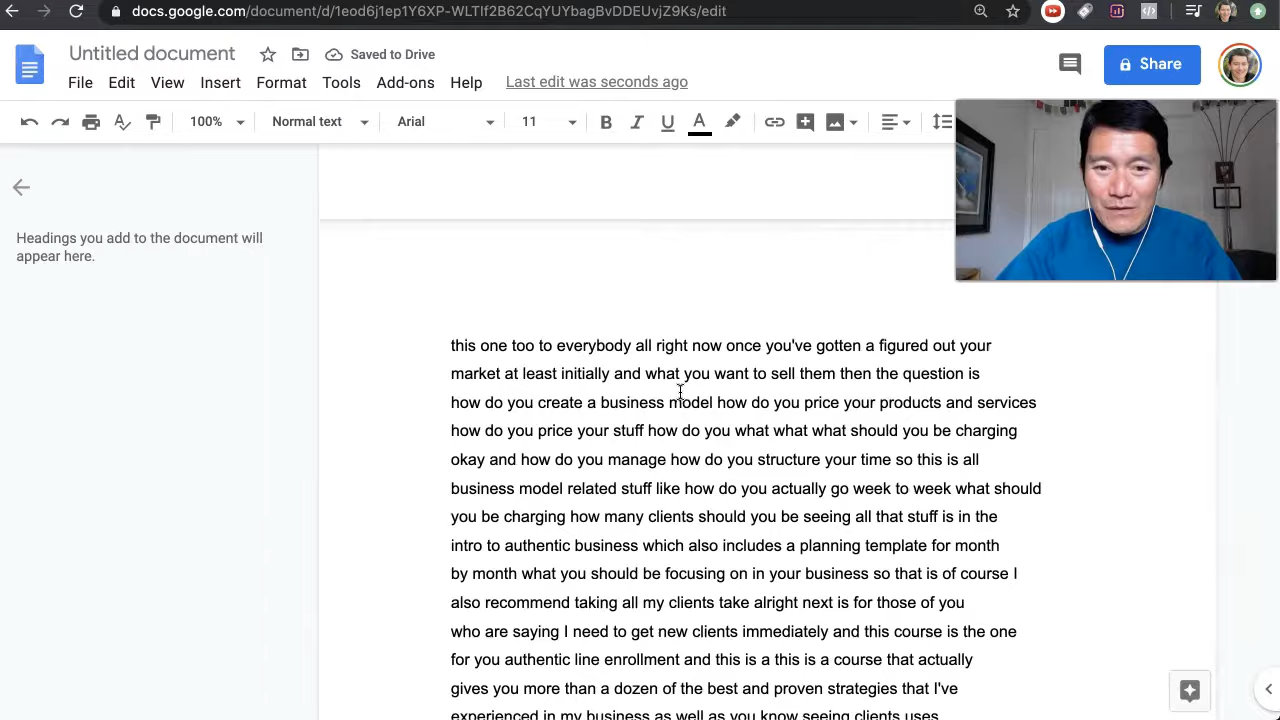 docs.google.com/document/d/1eod6j1ep1Y6XP-WLTIf2B62CqYUYbagBvDDEUvjZ9Ks/edit
Untitled document
Saved to Drive
File Edit View Insert Format Tools Add-ons Help Last edit was seconds ago
Share
100% Normal text Arial 11 B I U A
Headings you add to the document will
appear here.
this one too to everybody all right now once you've gotten a figured out your
market at least initially and what you want to sell them then the question is
how do you create a business model how do you price your products and services
how do you price your stuff how do you what what what should you be charging
okay and how do you manage how do you structure your time so this is all
business model related stuff like how do you actually go week to week what should
you be charging how many clients should you be seeing all that stuff is in the
intro to authentic business which also includes a planning template for month
by month what you should be focusing on in your business so that is of course I
also recommend taking all my clients take alright next is for those of you
who are saying I need to get new clients immediately and this course is the one
for you authentic line enrollment and this is a this is a course that actually
gives you more than a dozen of the best and proven strategies that I've
experienced in my business as well as you know seeing clients uses